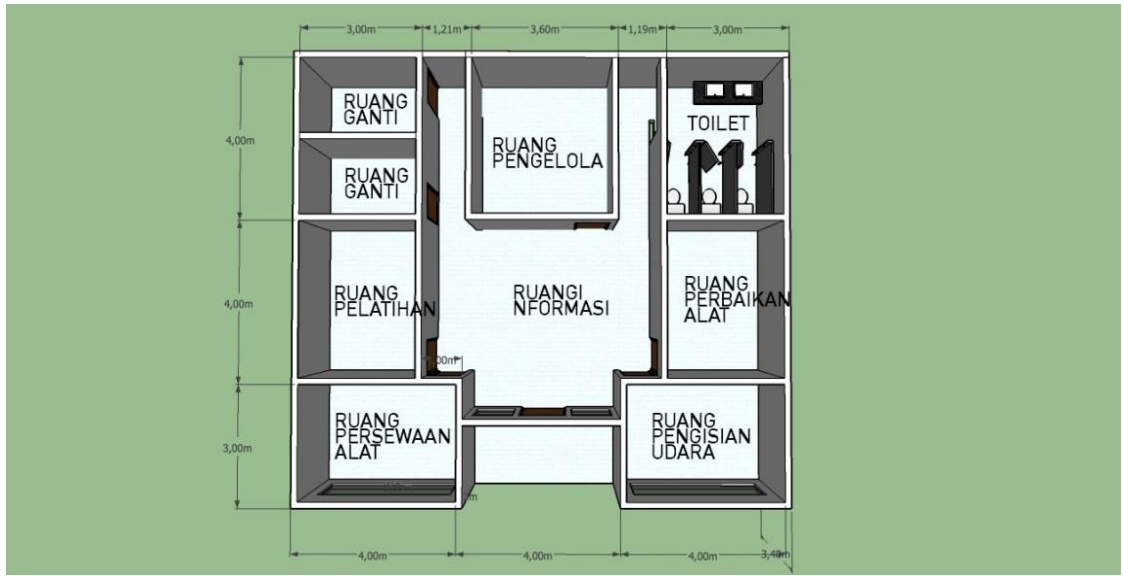 3,00m 1,21m 3,60m 1,19m 3,00m
RUANG
GANTI
TOILET
4,00m
RUANG
PENGELOLA
RUANG
GANTI
4,00m
RUANG
PELATIHAN
RUANGI
NFORMASI
RUANG
PERBAIKAN
ALAT
3,00m
RUANG
PERSEWAAN
ALAT
RUANG
PENGISIAN
UDARA
4,00m 4,00m 4,00m